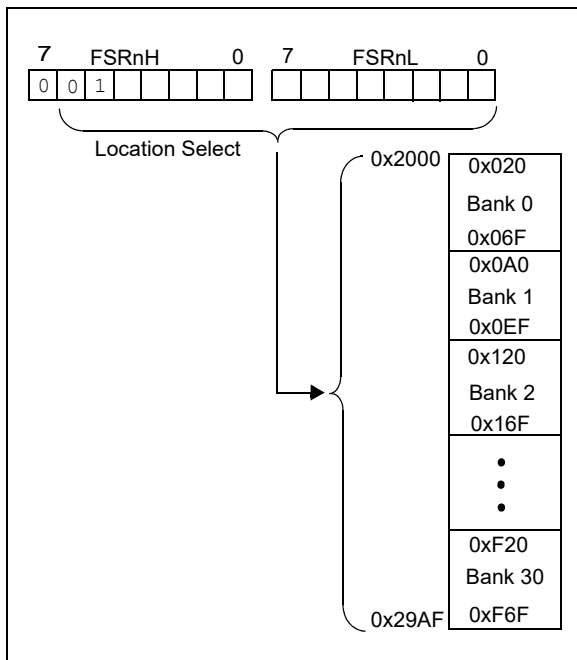 7 FSRnH 0 7 FSRnL 0
0 0 1
Location Select
0x2000
0x020
Bank 0
0x06F
0x0A0
Bank 1
0x0EF
0x120
Bank 2
0x16F
0xF20
Bank 30
0xF6F
0x29AF